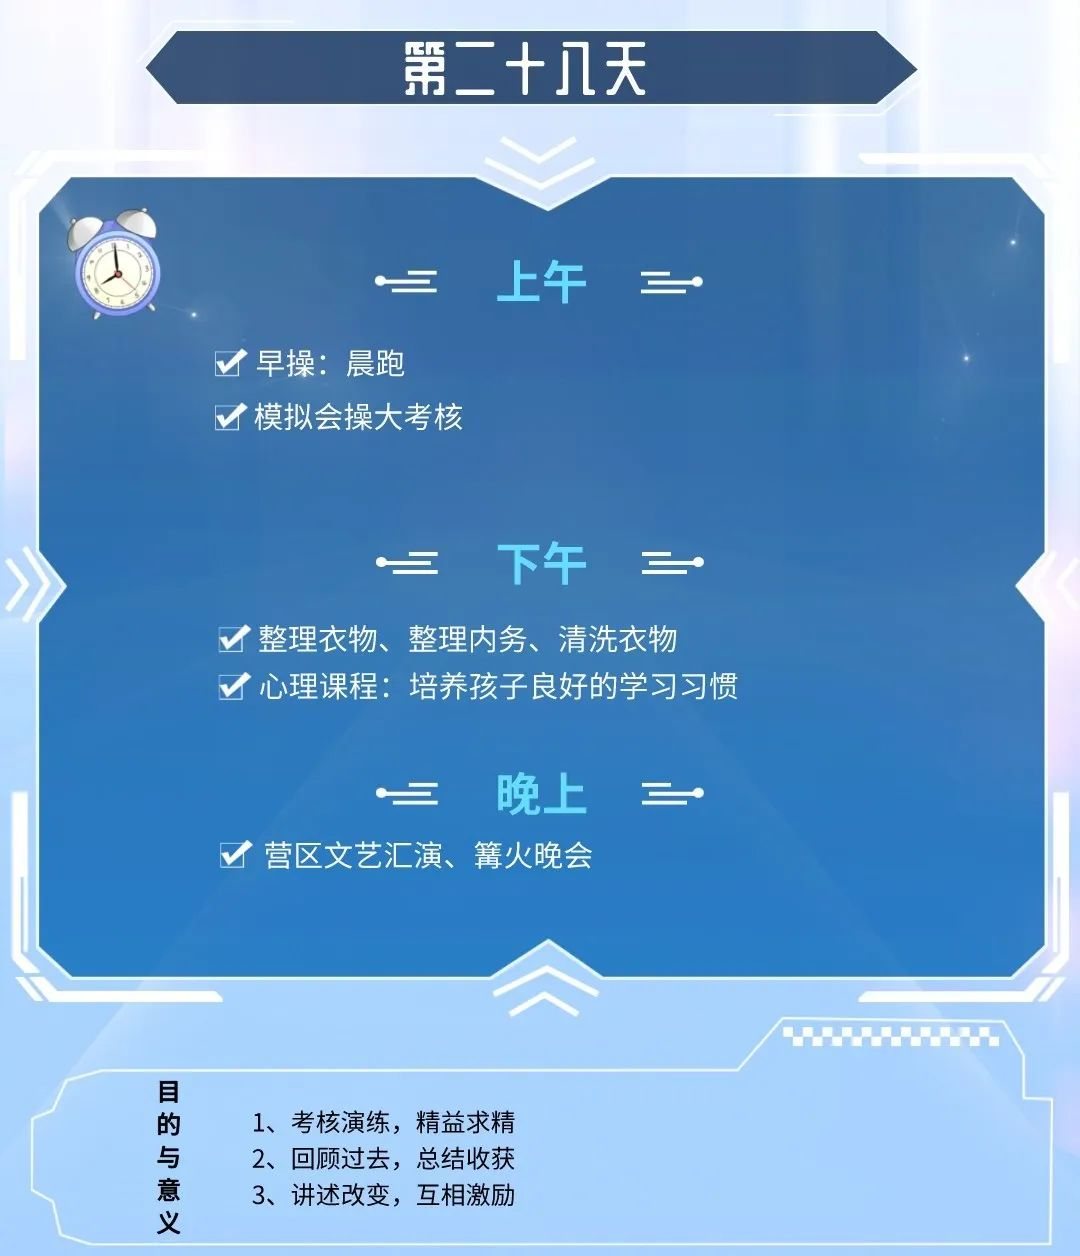 第二十八天
上午
早操：晨跑
模拟会操大考核
下午
整理衣物、整理内务、清洗衣物
心理课程：培养孩子良好的学习习惯
晚上
营区文艺汇演、篝火晚会
目的与意义
1、考核演练，精益求精
2、回顾过去，总结收获
3、讲述改变，互相激励